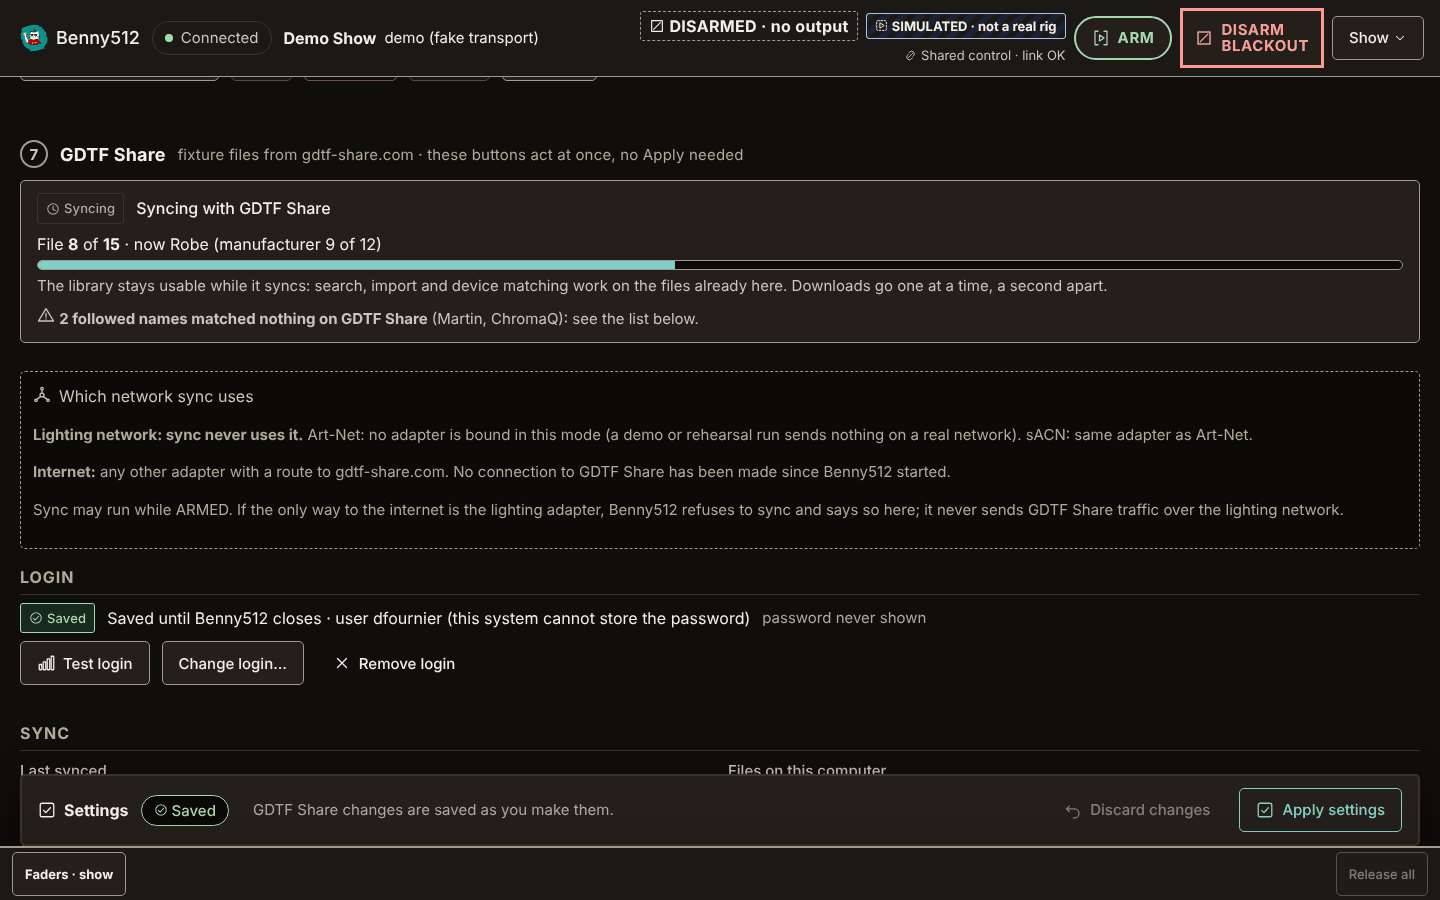 Benny512
Connected
Demo Show demo (fake transport)
DISARMED · no output
SIMULATED · not a real rig
Shared control · link OK
ARM
DISARM
BLACKOUT
Show
7 GDTF Share fixture files from gdtf-share.com · these buttons act at once, no Apply needed
Syncing Syncing with GDTF Share
File 8 of 15 · now Robe (manufacturer 9 of 12)
The library stays usable while it syncs: search, import and device matching work on the files already here. Downloads go one at a time, a second apart.
2 followed names matched nothing on GDTF Share (Martin, ChromaQ): see the list below.
Which network sync uses
Lighting network: sync never uses it. Art-Net: no adapter is bound in this mode (a demo or rehearsal run sends nothing on a real network). sACN: same adapter as Art-Net.
Internet: any other adapter with a route to gdtf-share.com. No connection to GDTF Share has been made since Benny512 started.
Sync may run while ARMED. If the only way to the internet is the lighting adapter, Benny512 refuses to sync and says so here; it never sends GDTF Share traffic over the lighting network.
LOGIN
Saved Saved until Benny512 closes · user dfournier (this system cannot store the password) password never shown
Test login
Change login...
Remove login
SYNC
Last synced
Files on this computer
Settings Saved GDTF Share changes are saved as you make them.
Discard changes
Apply settings
Faders · show
Release all